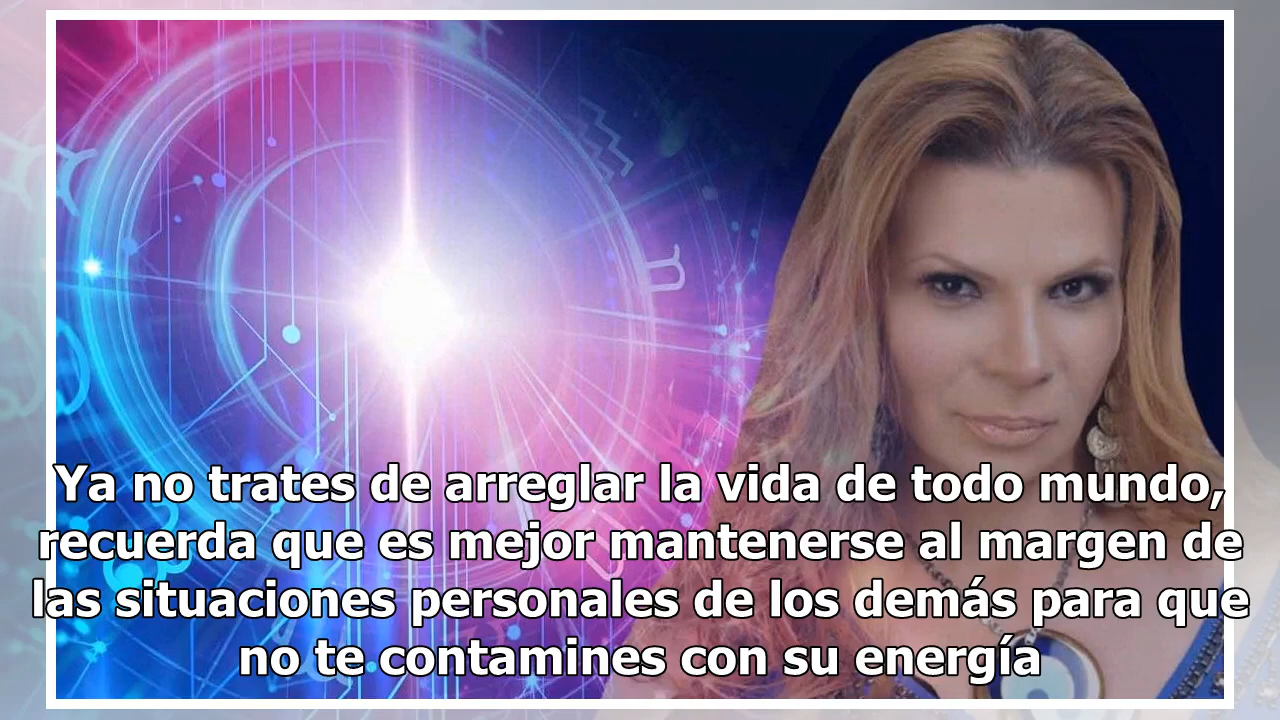 Ya no trates de arreglar la vida de todo mundo,
recuerda que es mejor mantenerse al margen de
las situaciones personales de los demás para que
no te contamines con su energía